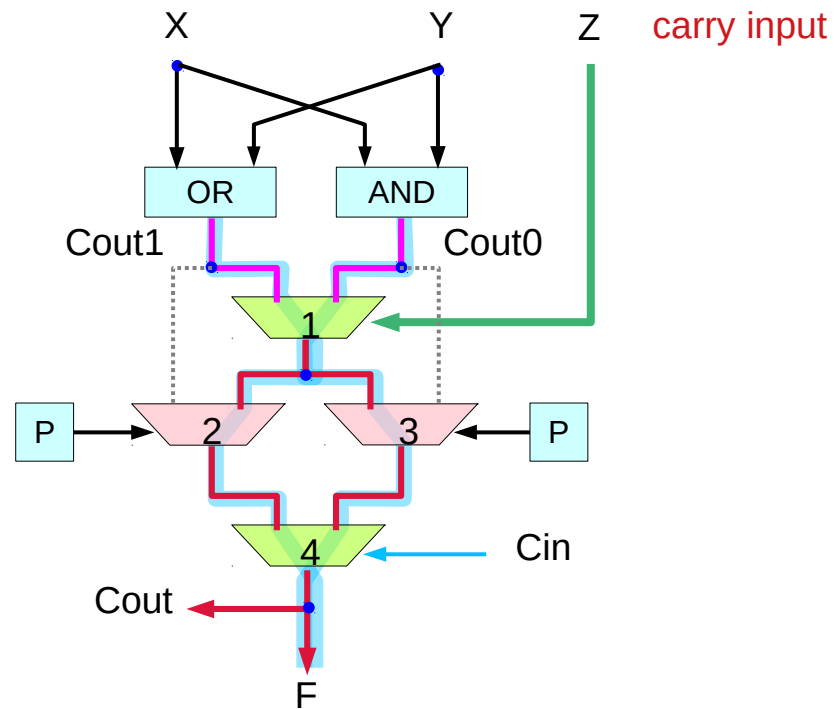 X Y Z carry input
OR AND
Cout1 Cout0
1
P 2 3 P
4 Cin
Cout
F